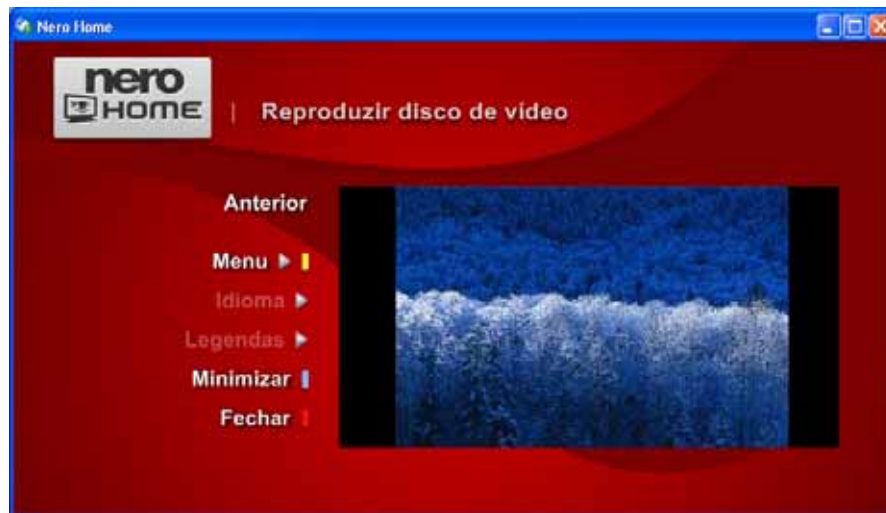 Nero Home
nero
HOME
| Reproduzir disco de vídeo
Anterior
Menu
Idioma
Legendas
Minimizar
Fechar